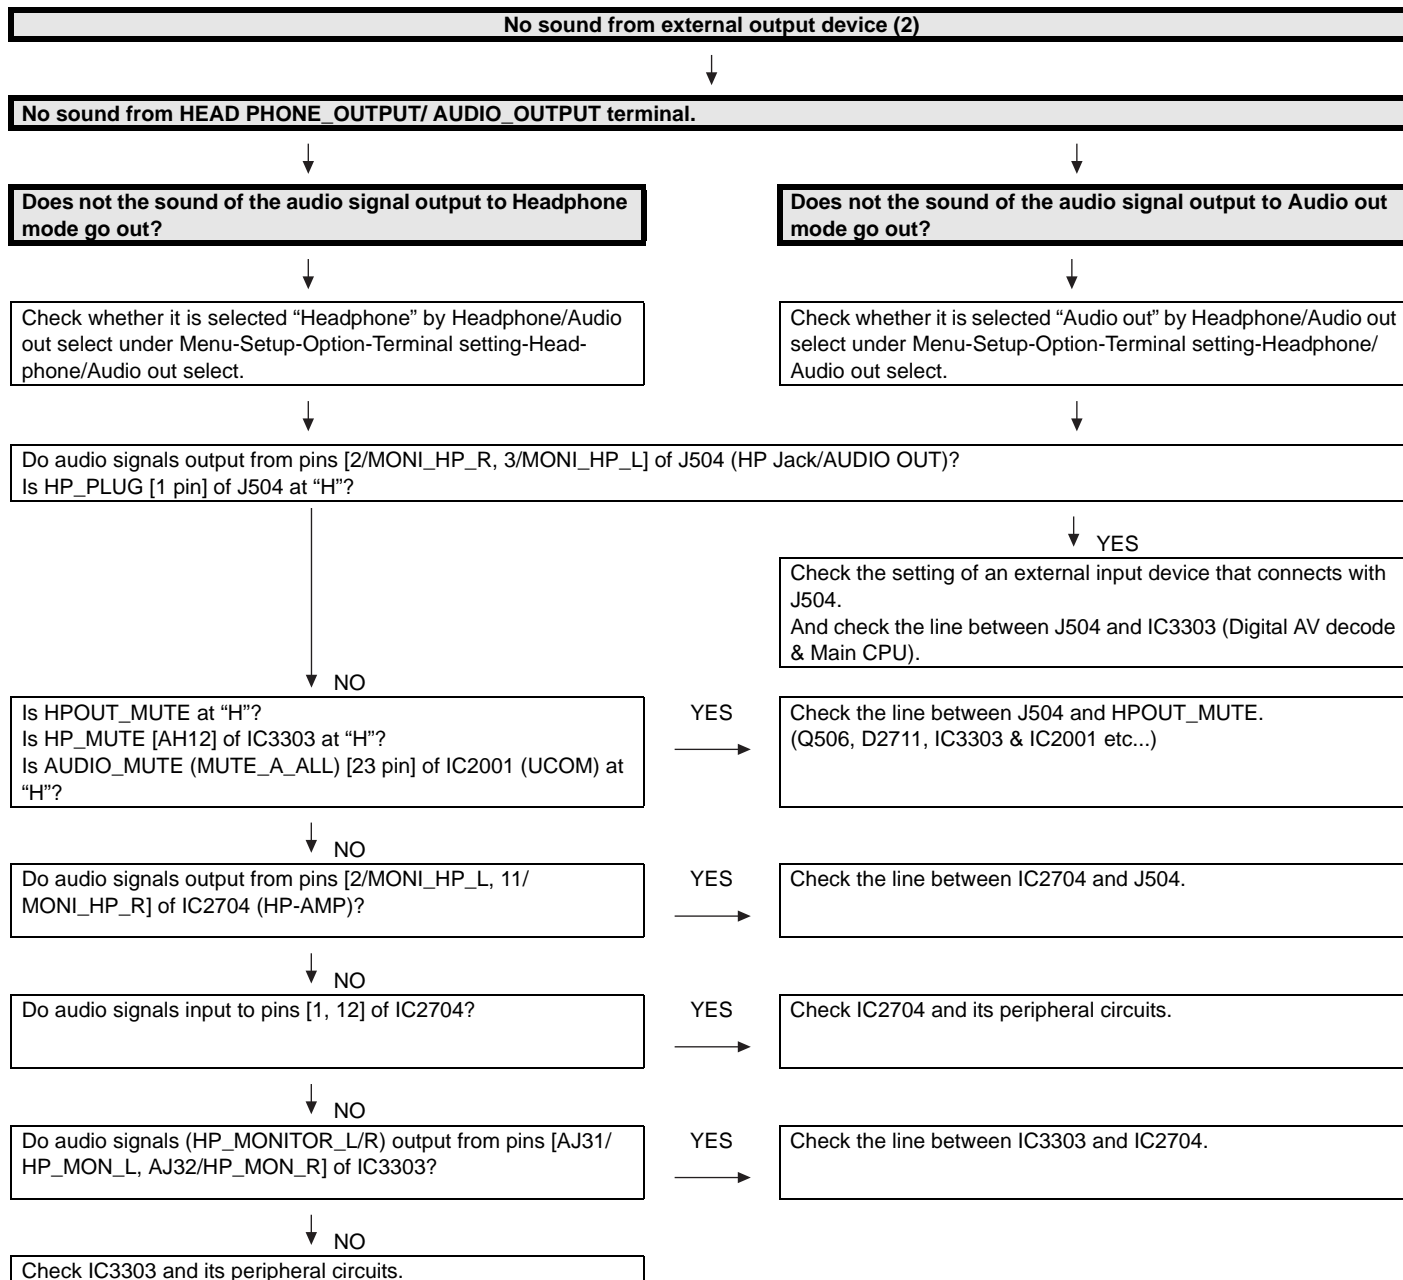 No sound from external output device (2)
No sound from HEAD PHONE_OUTPUT/ AUDIO_OUTPUT terminal.
Does not the sound of the audio signal output to Headphone
mode go out?
Does not the sound of the audio signal output to Audio out
mode go out?
Check whether it is selected “Headphone” by Headphone/Audio
out select under Menu-Setup-Option-Terminal setting-Head-
phone/Audio out select.
Check whether it is selected “Audio out” by Headphone/Audio out
select under Menu-Setup-Option-Terminal setting-Headphone/
Audio out select.
Do audio signals output from pins [2/MONI_HP_R, 3/MONI_HP_L] of J504 (HP Jack/AUDIO OUT)?
Is HP_PLUG [1 pin] of J504 at “H”?
YES
Check the setting of an external input device that connects with
J504.
And check the line between J504 and IC3303 (Digital AV decode
& Main CPU).
NO
Is HPOUT_MUTE at “H”?
Is HP_MUTE [AH12] of IC3303 at “H”?
Is AUDIO_MUTE (MUTE_A_ALL) [23 pin] of IC2001 (UCOM) at
“H”?
YES
Check the line between J504 and HPOUT_MUTE.
(Q506, D2711, IC3303 & IC2001 etc...)
NO
Do audio signals output from pins [2/MONI_HP_L, 11/
MONI_HP_R] of IC2704 (HP-AMP)?
YES
Check the line between IC2704 and J504.
NO
Do audio signals input to pins [1, 12] of IC2704?
YES
Check IC2704 and its peripheral circuits.
NO
Do audio signals (HP_MONITOR_L/R) output from pins [AJ31/
HP_MON_L, AJ32/HP_MON_R] of IC3303?
YES
Check the line between IC3303 and IC2704.
NO
Check IC3303 and its peripheral circuits.